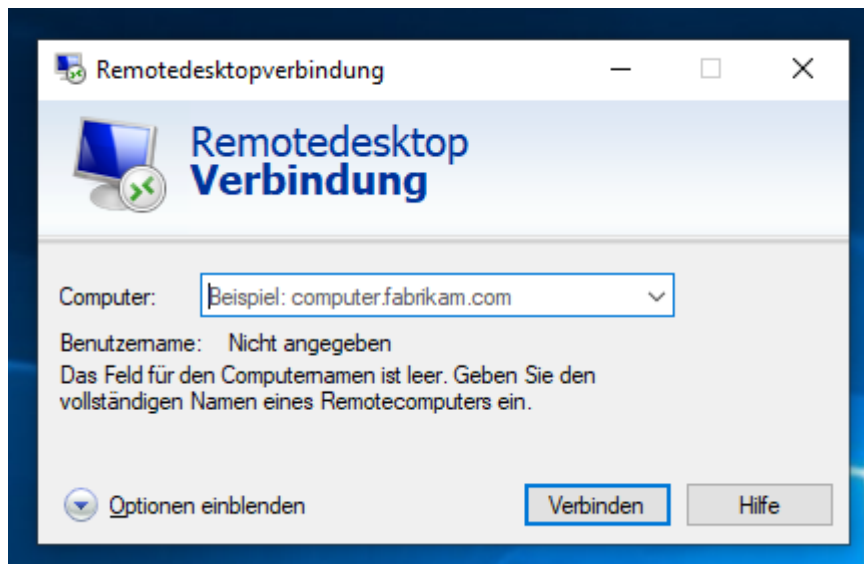 Remotedesktopverbindung
Remotedesktop
Verbindung
Computer: Beispiel: computer.fabrikam.com
Benutzername: Nicht angegeben
Das Feld für den Computernamen ist leer. Geben Sie den
vollständigen Namen eines Remotecomputers ein.
Optionen einblenden Verbinden Hilfe